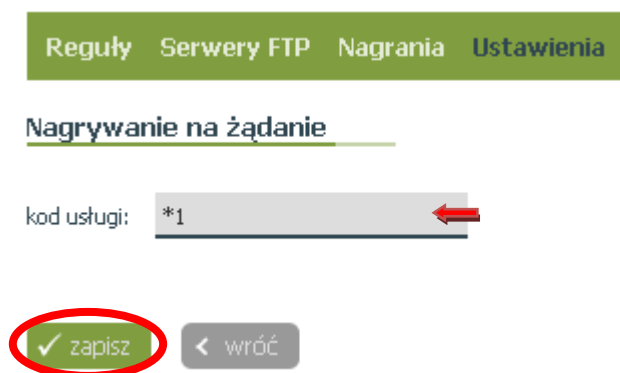 Reguły Serwery FTP Nagrania Ustawienia
Nagrywanie na żądanie
kod usługi: *1
zapisz wróć